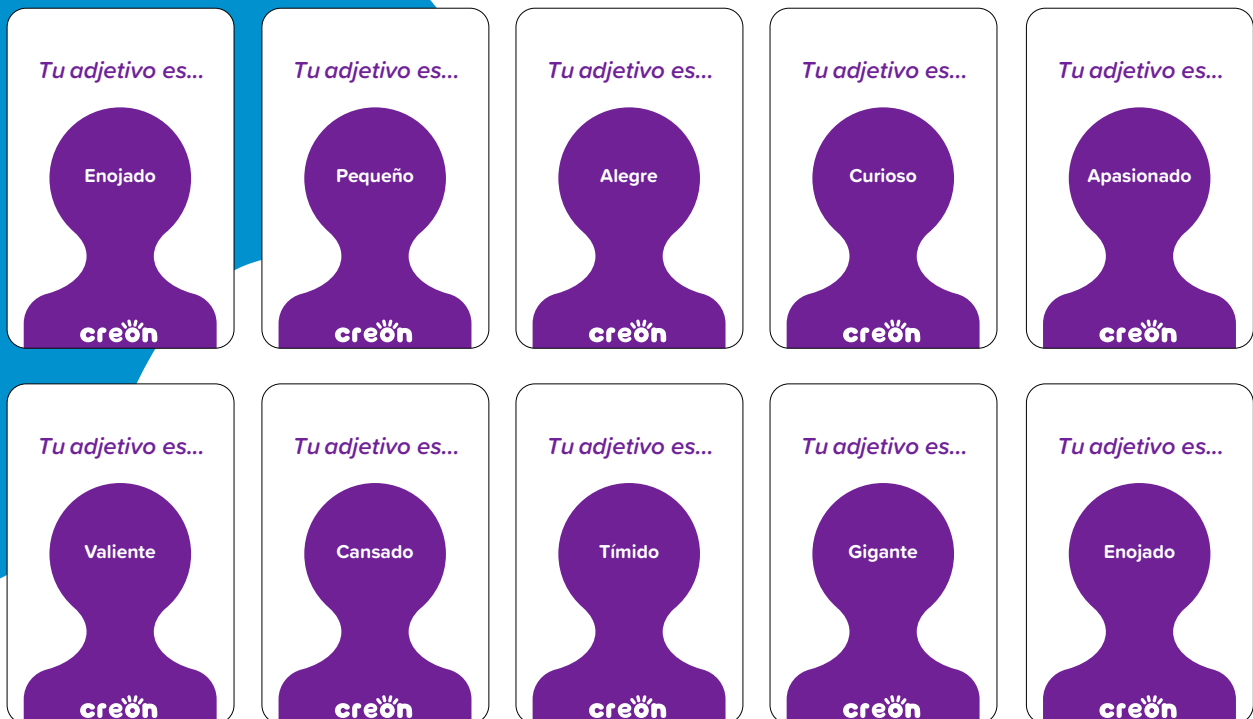 Tu adjetivo es...
Enojado
creon
Tu adjetivo es...
Pequeño
creon
Tu adjetivo es...
Alegre
creon
Tu adjetivo es...
Curioso
creon
Tu adjetivo es...
Apasionado
creon
Tu adjetivo es...
Valiente
creon
Tu adjetivo es...
Cansado
creon
Tu adjetivo es...
Tímido
creon
Tu adjetivo es...
Gigante
creon
Tu adjetivo es...
Enojado
creon